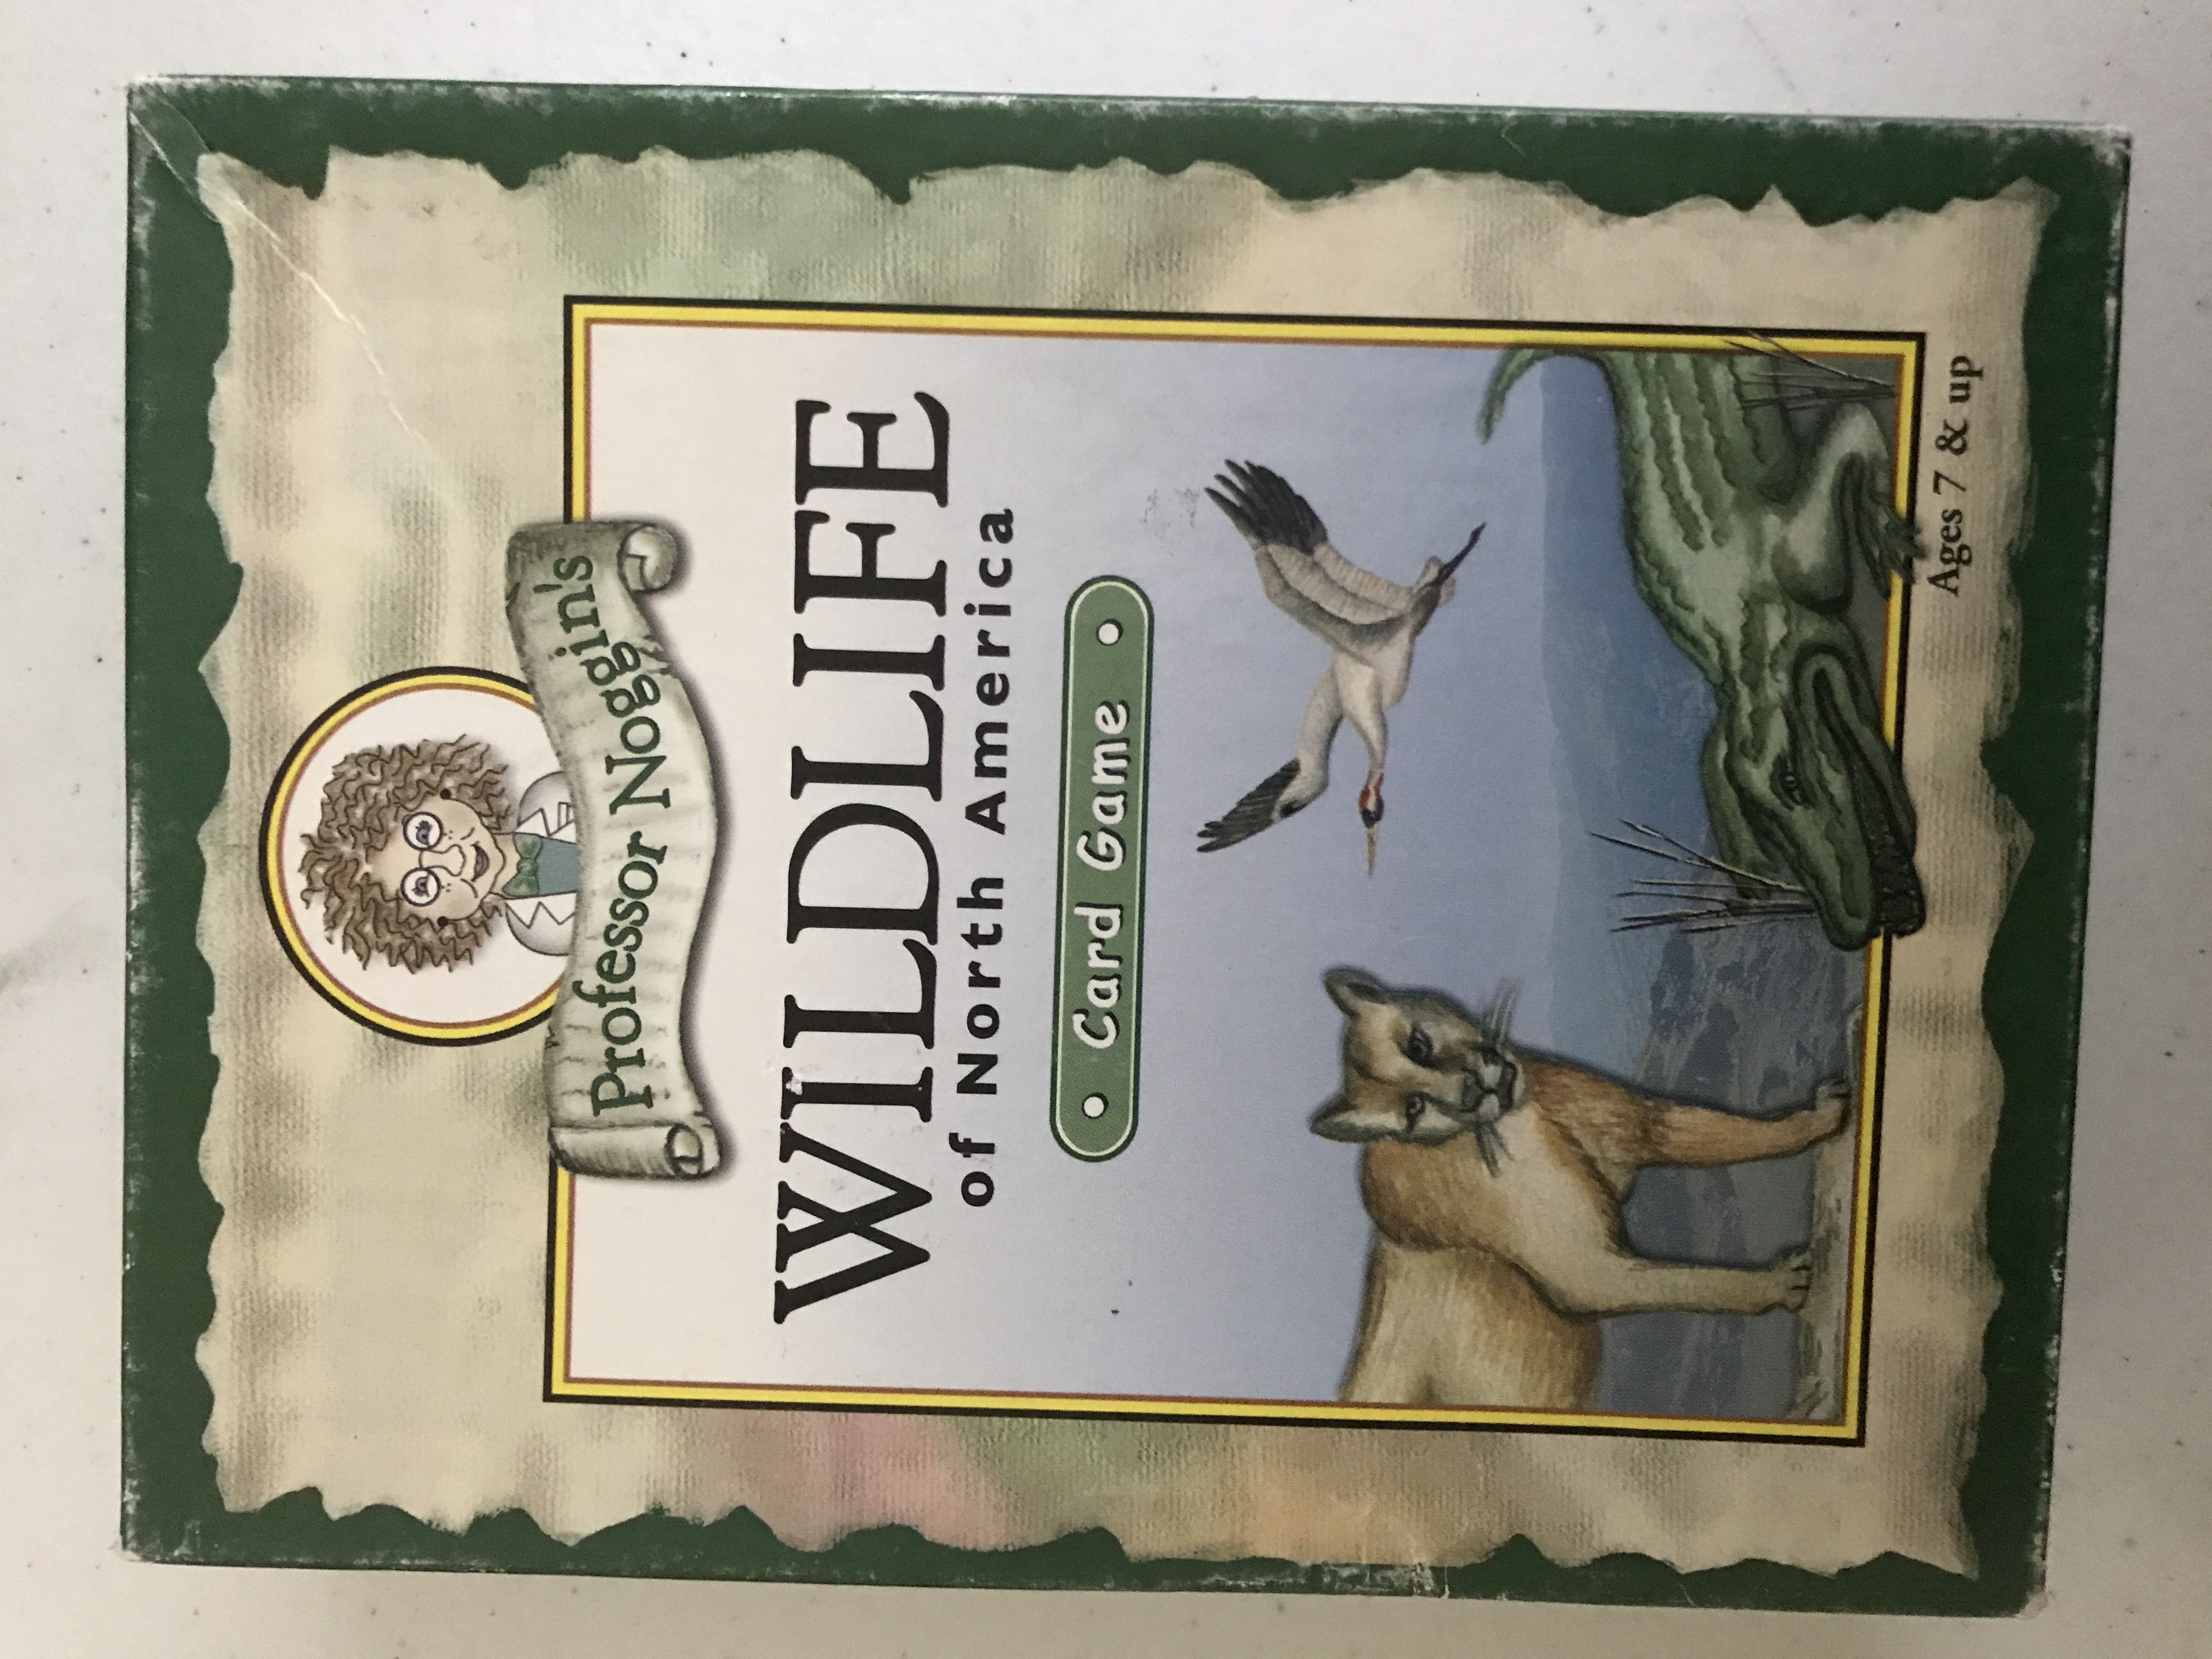 Professor Noggin's
WILDLIFE
of North America
• Card Game •
Ages 7 & up